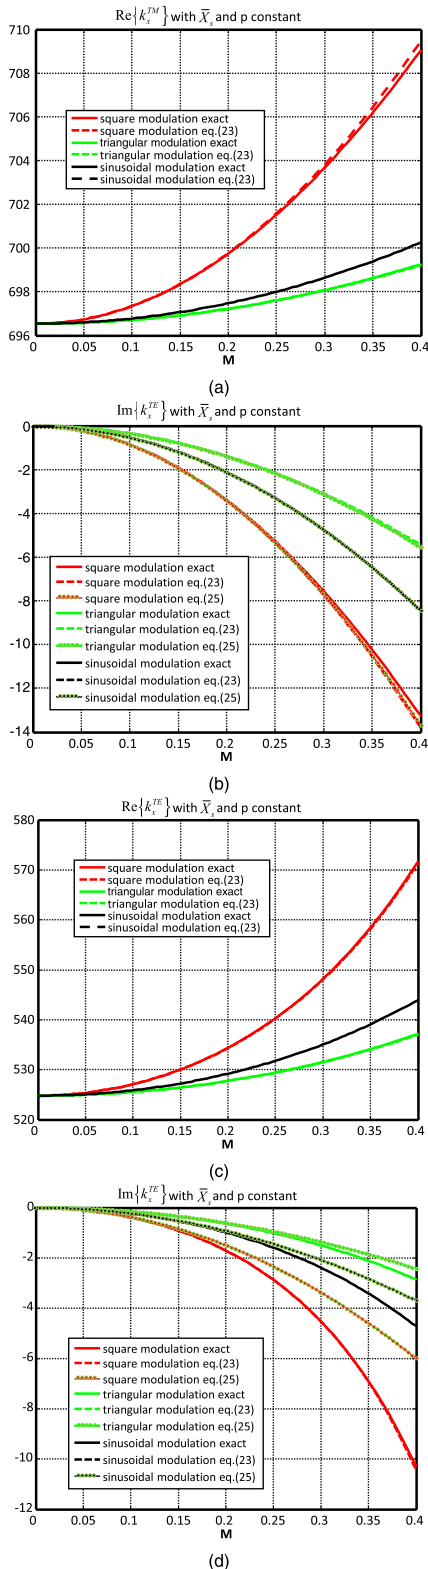 Re{k_x^{TM}} with X̄_s and p constant
710
708
706
704
702
700
698
696
square modulation exact
square modulation eq.(23)
triangular modulation exact
triangular modulation eq.(23)
sinusoidal modulation exact
sinusoidal modulation eq.(23)
0 0.05 0.1 0.15 0.2 0.25 0.3 0.35 0.4
M
(a)
Im{k_x^{TE}} with X̄_s and p constant
0
-2
-4
-6
-8
-10
-12
-14
square modulation exact
square modulation eq.(23)
square modulation eq.(25)
triangular modulation exact
triangular modulation eq.(23)
triangular modulation eq.(25)
sinusoidal modulation exact
sinusoidal modulation eq.(23)
sinusoidal modulation eq.(25)
0 0.05 0.1 0.15 0.2 0.25 0.3 0.35 0.4
M
(b)
Re{k_x^{TE}} with X̄_s and p constant
580
570
560
550
540
530
520
square modulation exact
square modulation eq.(23)
triangular modulation exact
triangular modulation eq.(23)
sinusoidal modulation exact
sinusoidal modulation eq.(23)
0 0.05 0.1 0.15 0.2 0.25 0.3 0.35 0.4
M
(c)
Im{k_x^{TE}} with X̄_s and p constant
0
-2
-4
-6
-8
-10
-12
square modulation exact
square modulation eq.(23)
square modulation eq.(25)
triangular modulation exact
triangular modulation eq.(23)
triangular modulation eq.(25)
sinusoidal modulation exact
sinusoidal modulation eq.(23)
sinusoidal modulation eq.(25)
0 0.05 0.1 0.15 0.2 0.25 0.3 0.35 0.4
M
(d)